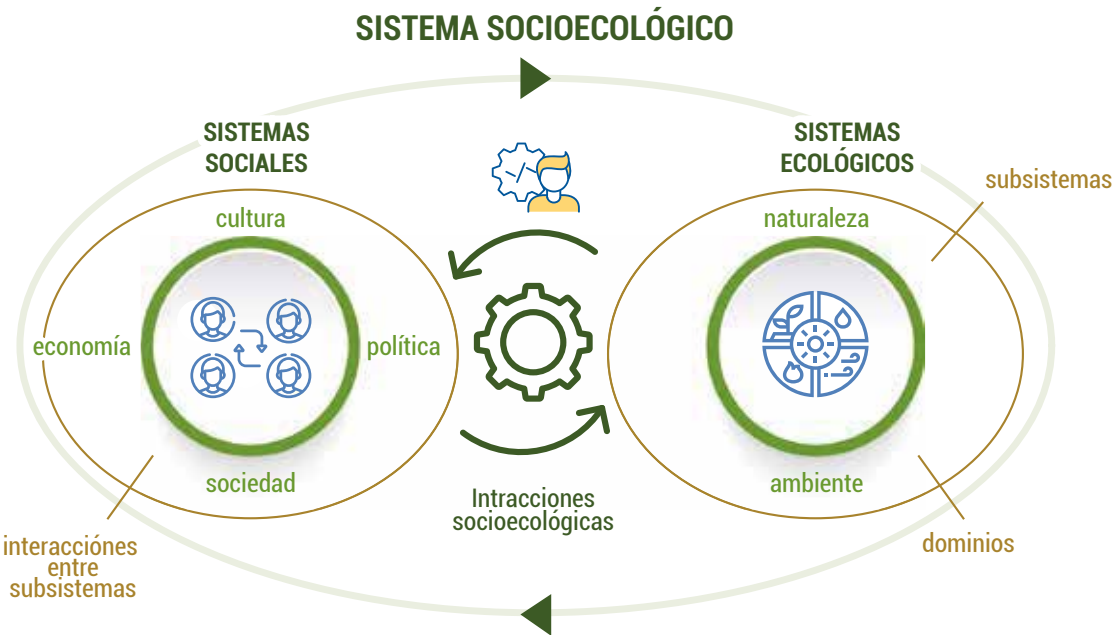 SISTEMA SOCIOECOLÓGICO
SISTEMAS
SOCIALES
SISTEMAS
ECOLÓGICOS
subsistemas
cultura
naturaleza
economía
política
sociedad
ambiente
Intracciones
socioecológicas
interacciónes
entre
subsistemas
dominios